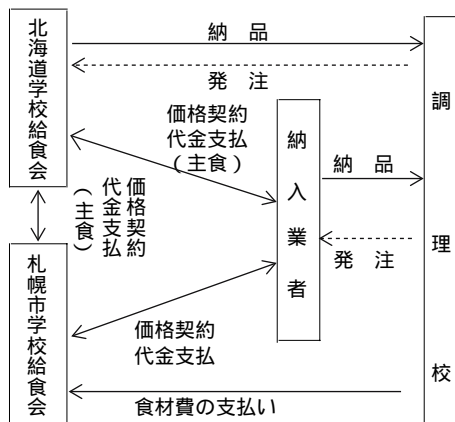 北海道学校給食会
納　品
発　注
調理校
価格契約
代金支払
（主食）
納入業者
納　品
発　注
価格契約
代金支払
（主食）
札幌市学校給食会
価格契約
代金支払
食材費の支払い